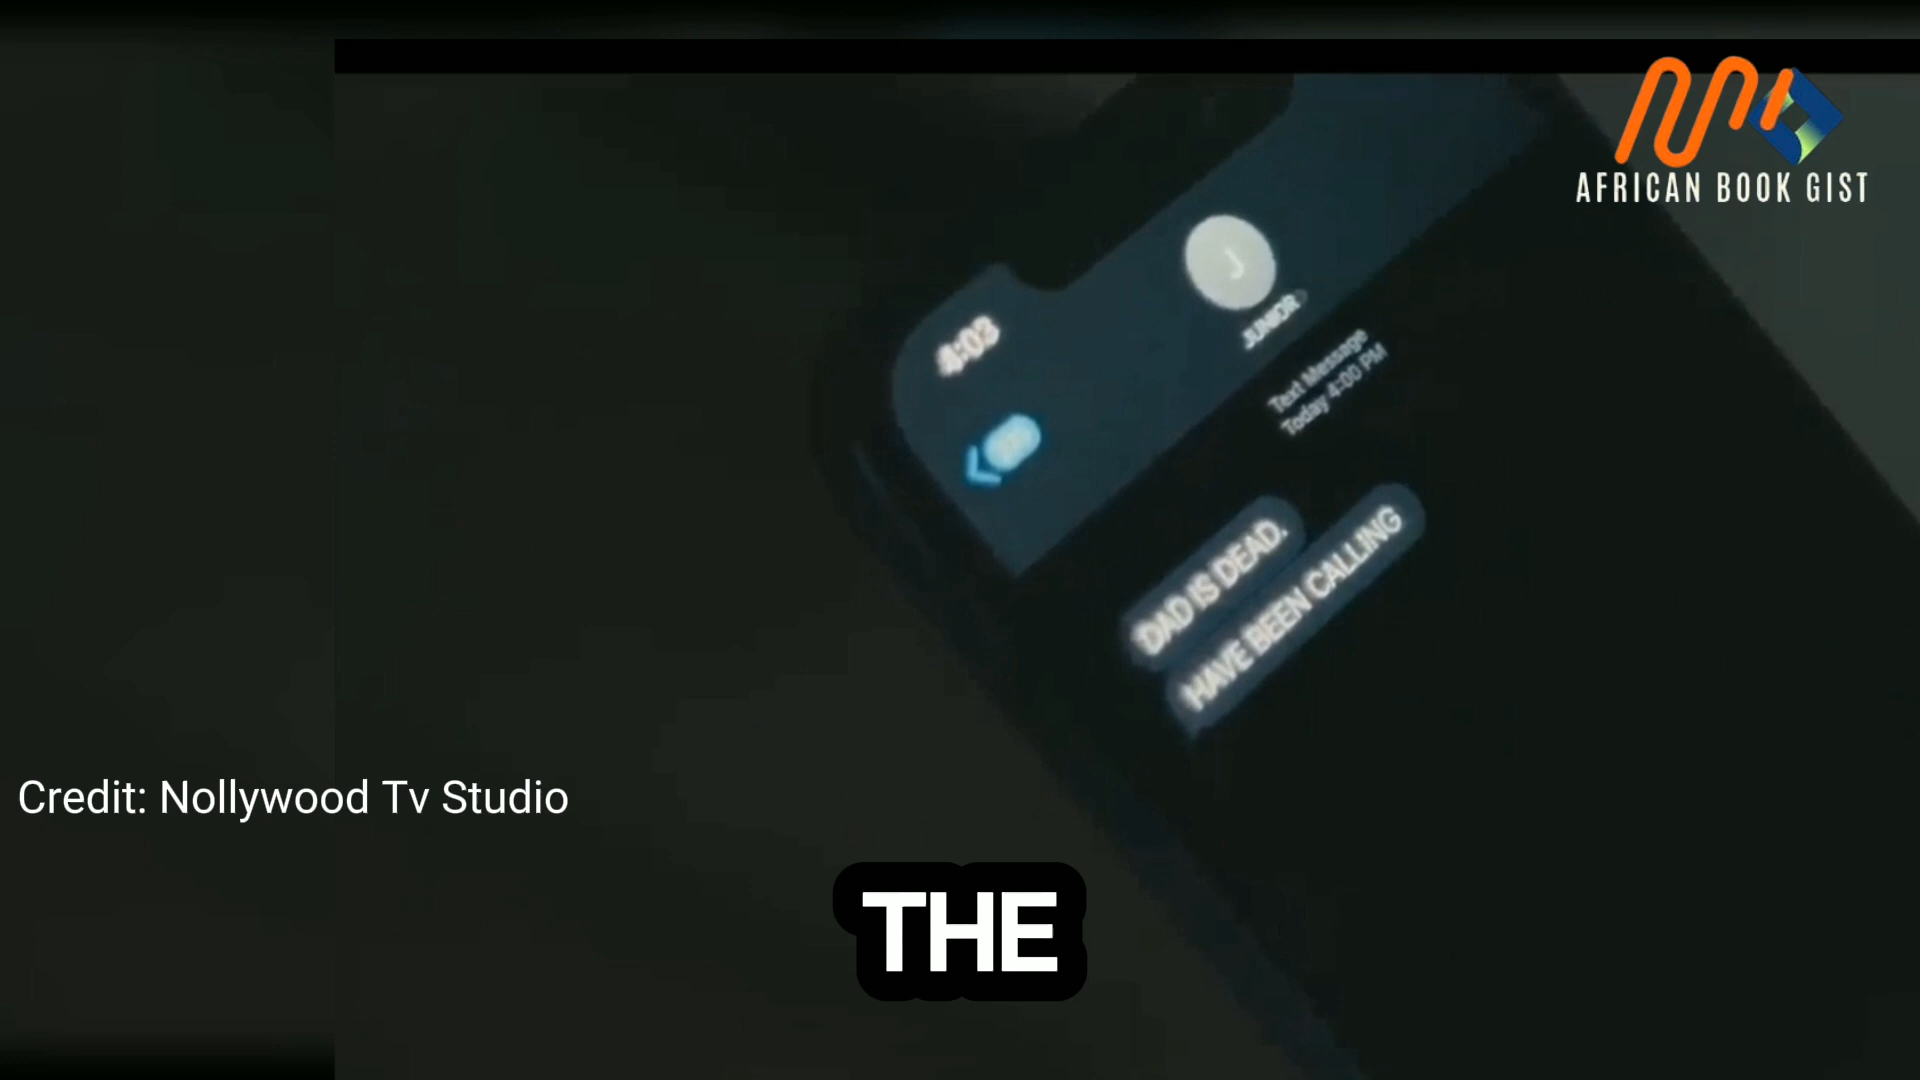 AFRICAN BOOK GIST
4:03
J
JUNIOR
Text Message
Today 4:00 PM
DAD IS DEAD.
HAVE BEEN CALLING
Credit: Nollywood Tv Studio
THE